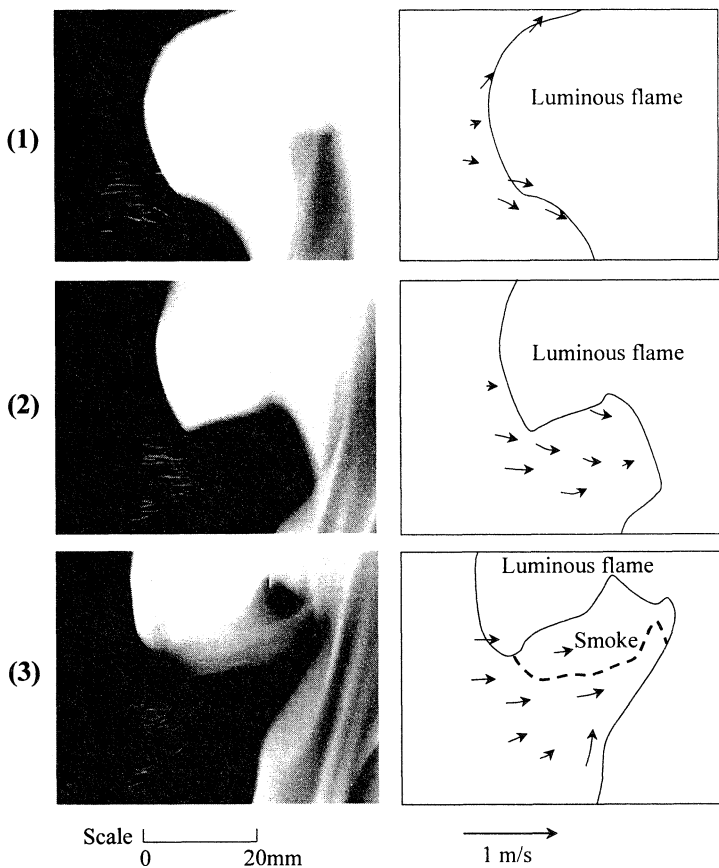 (1)
Luminous flame
(2)
Luminous flame
(3)
Luminous flame
Smoke
Scale
0 20mm
1 m/s